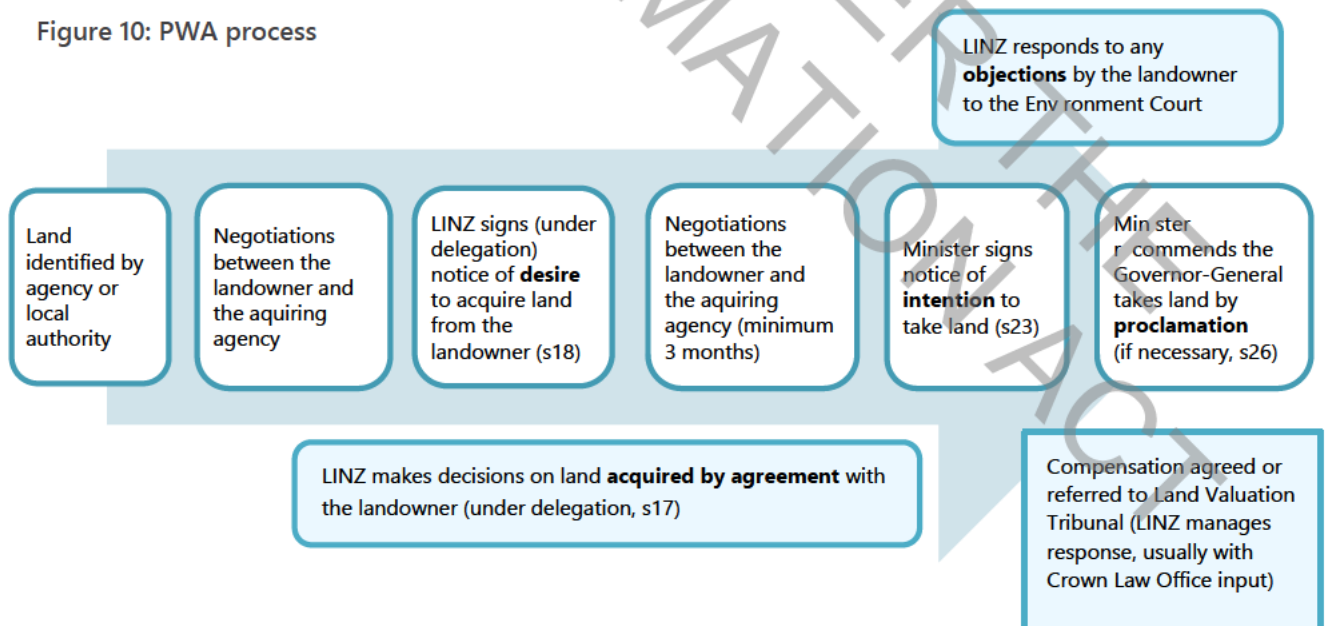 Figure 10: PWA process
LINZ responds to any
objections by the landowner
to the Env ronment Court
Land
identified by
agency or
local
authority
Negotiations
between the
landowner and
the aquiring
agency
LINZ signs (under
delegation)
notice of desire
to acquire land
from the
landowner (s18)
Negotiations
between the
landowner and
the aquiring
agency (minimum
3 months)
Minister signs
notice of
intention to
take land (s23)
Min ster
r commends the
Governor-General
takes land by
proclamation
(if necessary, s26)
LINZ makes decisions on land acquired by agreement with
the landowner (under delegation, s17)
Compensation agreed or
referred to Land Valuation
Tribunal (LINZ manages
response, usually with
Crown Law Office input)
ER THE
MATION ACT